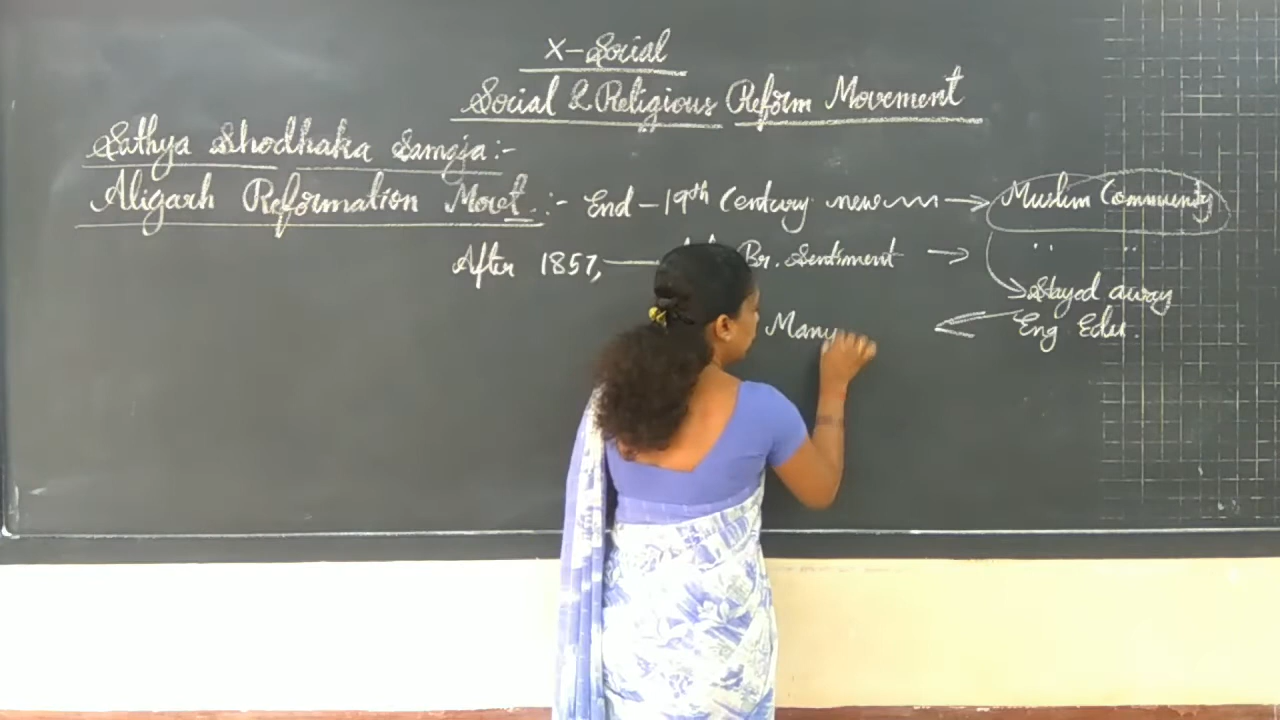 X-Social
Social & Religious Reform Movement
Sathya Shodhaka Samaja:-
Aligarh Reformation Movet:- End-19th Century new → Muslim Community
After 1857, Br. Sentiment → " "
Stayed away
Many ← Eng Edu.